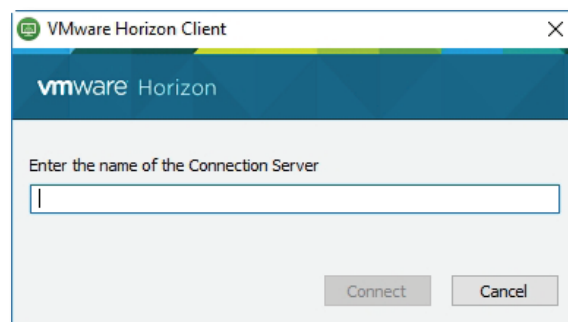 VMware Horizon Client
vmware Horizon
Enter the name of the Connection Server
Connect
Cancel